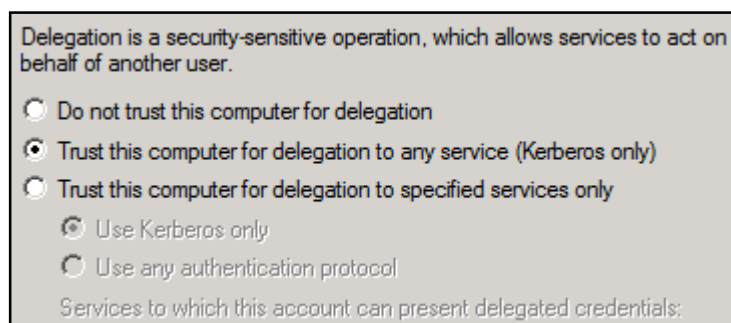 Delegation is a security-sensitive operation, which allows services to act on
behalf of another user.
Do not trust this computer for delegation
Trust this computer for delegation to any service (Kerberos only)
Trust this computer for delegation to specified services only
Use Kerberos only
Use any authentication protocol
Services to which this account can present delegated credentials: